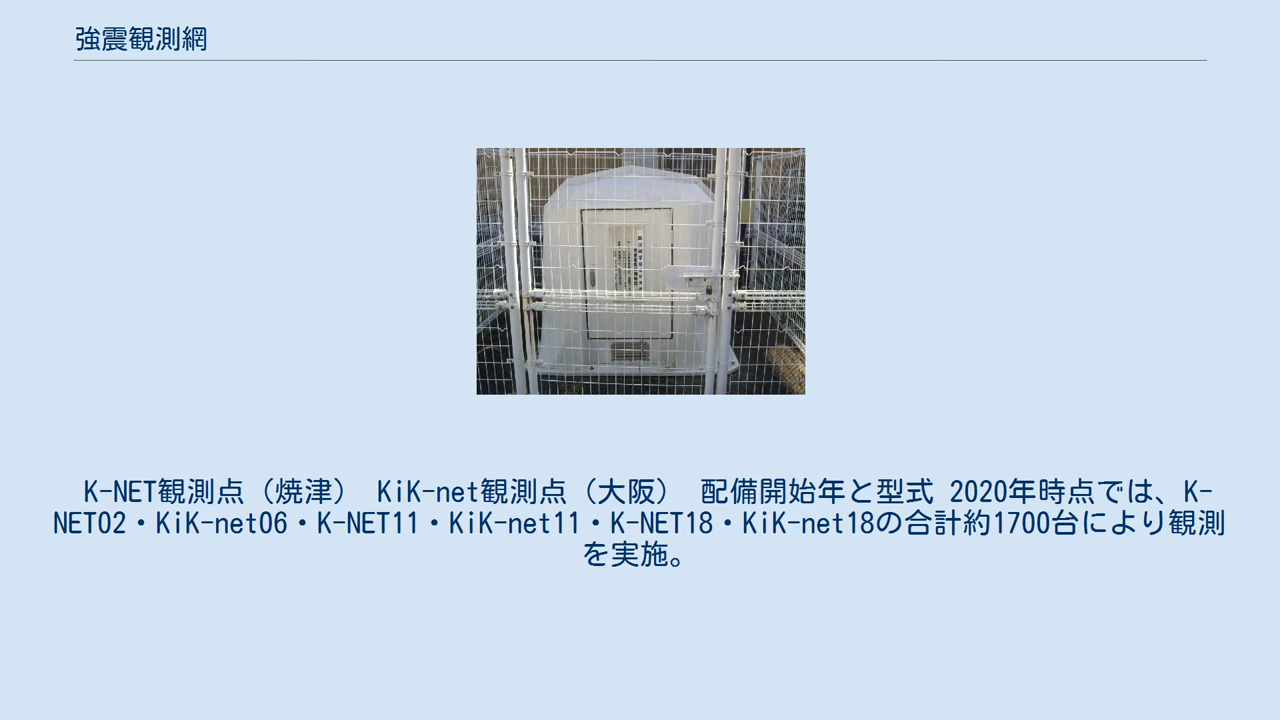 強震観測網
K-NET観測点（焼津） KiK-net観測点（大阪） 配備開始年と型式 2020年時点では、K-
NET02・KiK-net06・K-NET11・KiK-net11・K-NET18・KiK-net18の合計約1700台により観測
を実施。